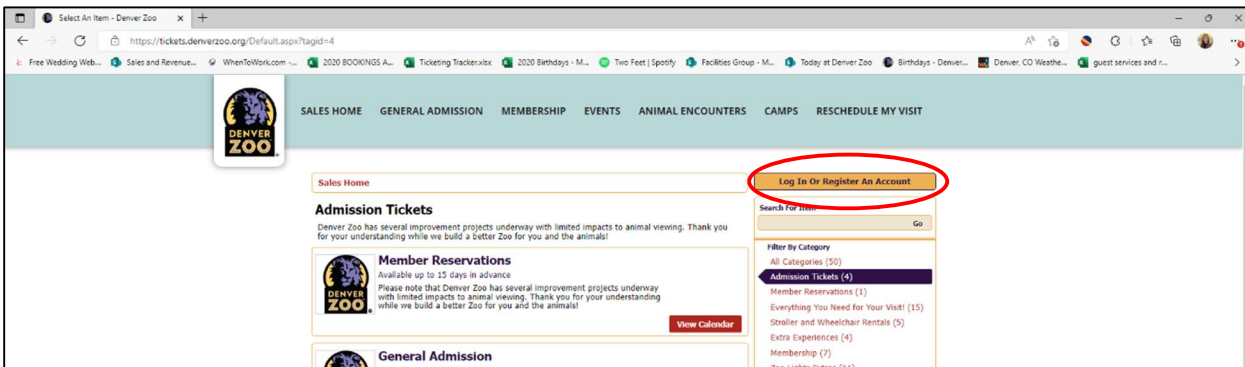 Select An Item - Denver Zoo
https://tickets.denverzoo.org/Default.aspx?tagid=4
Free Wedding Web... Sales and Revenue... WhenToWork.com -... 2020 BOOKINGS A... Ticketing Tracker.xlsx 2020 Birthdays - M... Two Feet | Spotify Facilities Group - M... Today at Denver Zoo Birthdays - Denver... Denver, CO Weathe... guest services and r...
DENVER
ZOO
SALES HOME GENERAL ADMISSION MEMBERSHIP EVENTS ANIMAL ENCOUNTERS CAMPS RESCHEDULE MY VISIT
Sales Home
Log In Or Register An Account
Admission Tickets
Denver Zoo has several improvement projects underway with limited impacts to animal viewing. Thank you
for your understanding while we build a better Zoo for you and the animals!
DENVER
ZOO
Member Reservations
Available up to 15 days in advance
Please note that Denver Zoo has several improvement projects underway
with limited impacts to animal viewing. Thank you for your understanding
while we build a better Zoo for you and the animals!
View Calendar
General Admission
Search For Item
Go
Filter By Category
All Categories (50)
Admission Tickets (4)
Member Reservations (1)
Everything You Need for Your Visit! (15)
Stroller and Wheelchair Rentals (5)
Extra Experiences (4)
Membership (7)